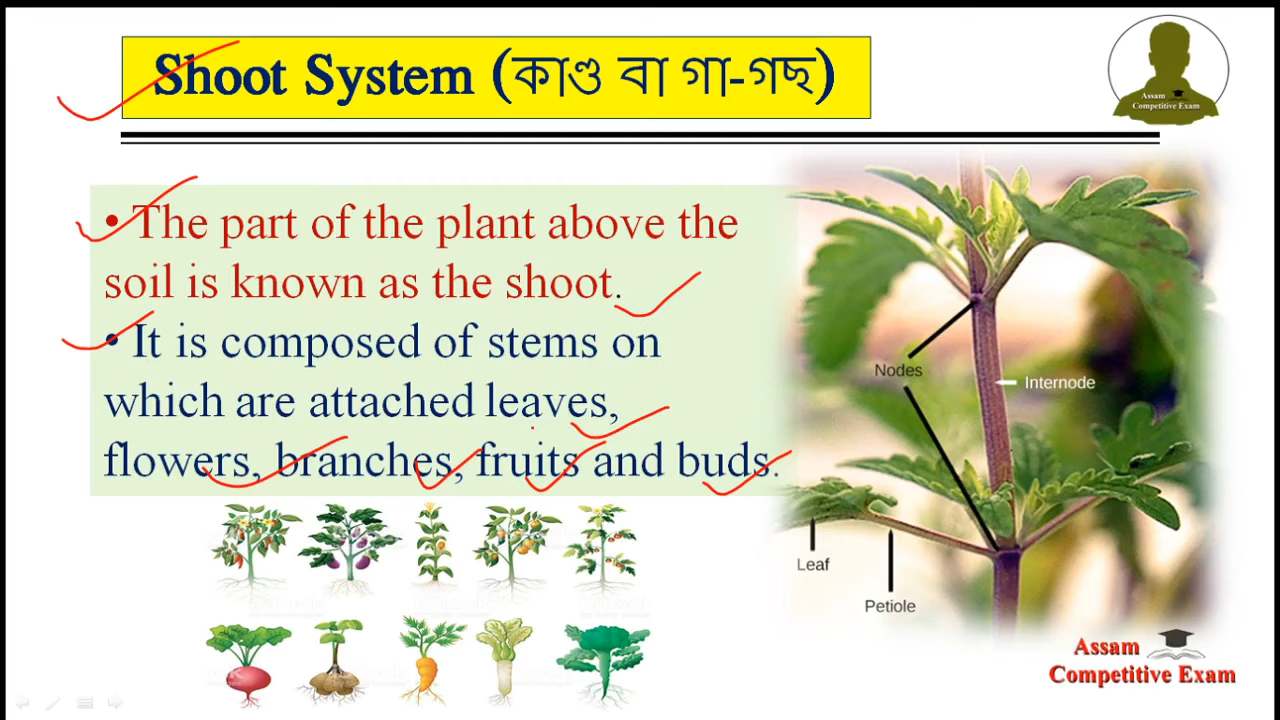 Shoot System (কাণ্ড বা গা-গছ)
Assam
Competitive Exam
• The part of the plant above the
soil is known as the shoot.
• It is composed of stems on
which are attached leaves,
flowers, branches, fruits and buds.
Nodes
Internode
Leaf
Petiole
Assam
Competitive Exam